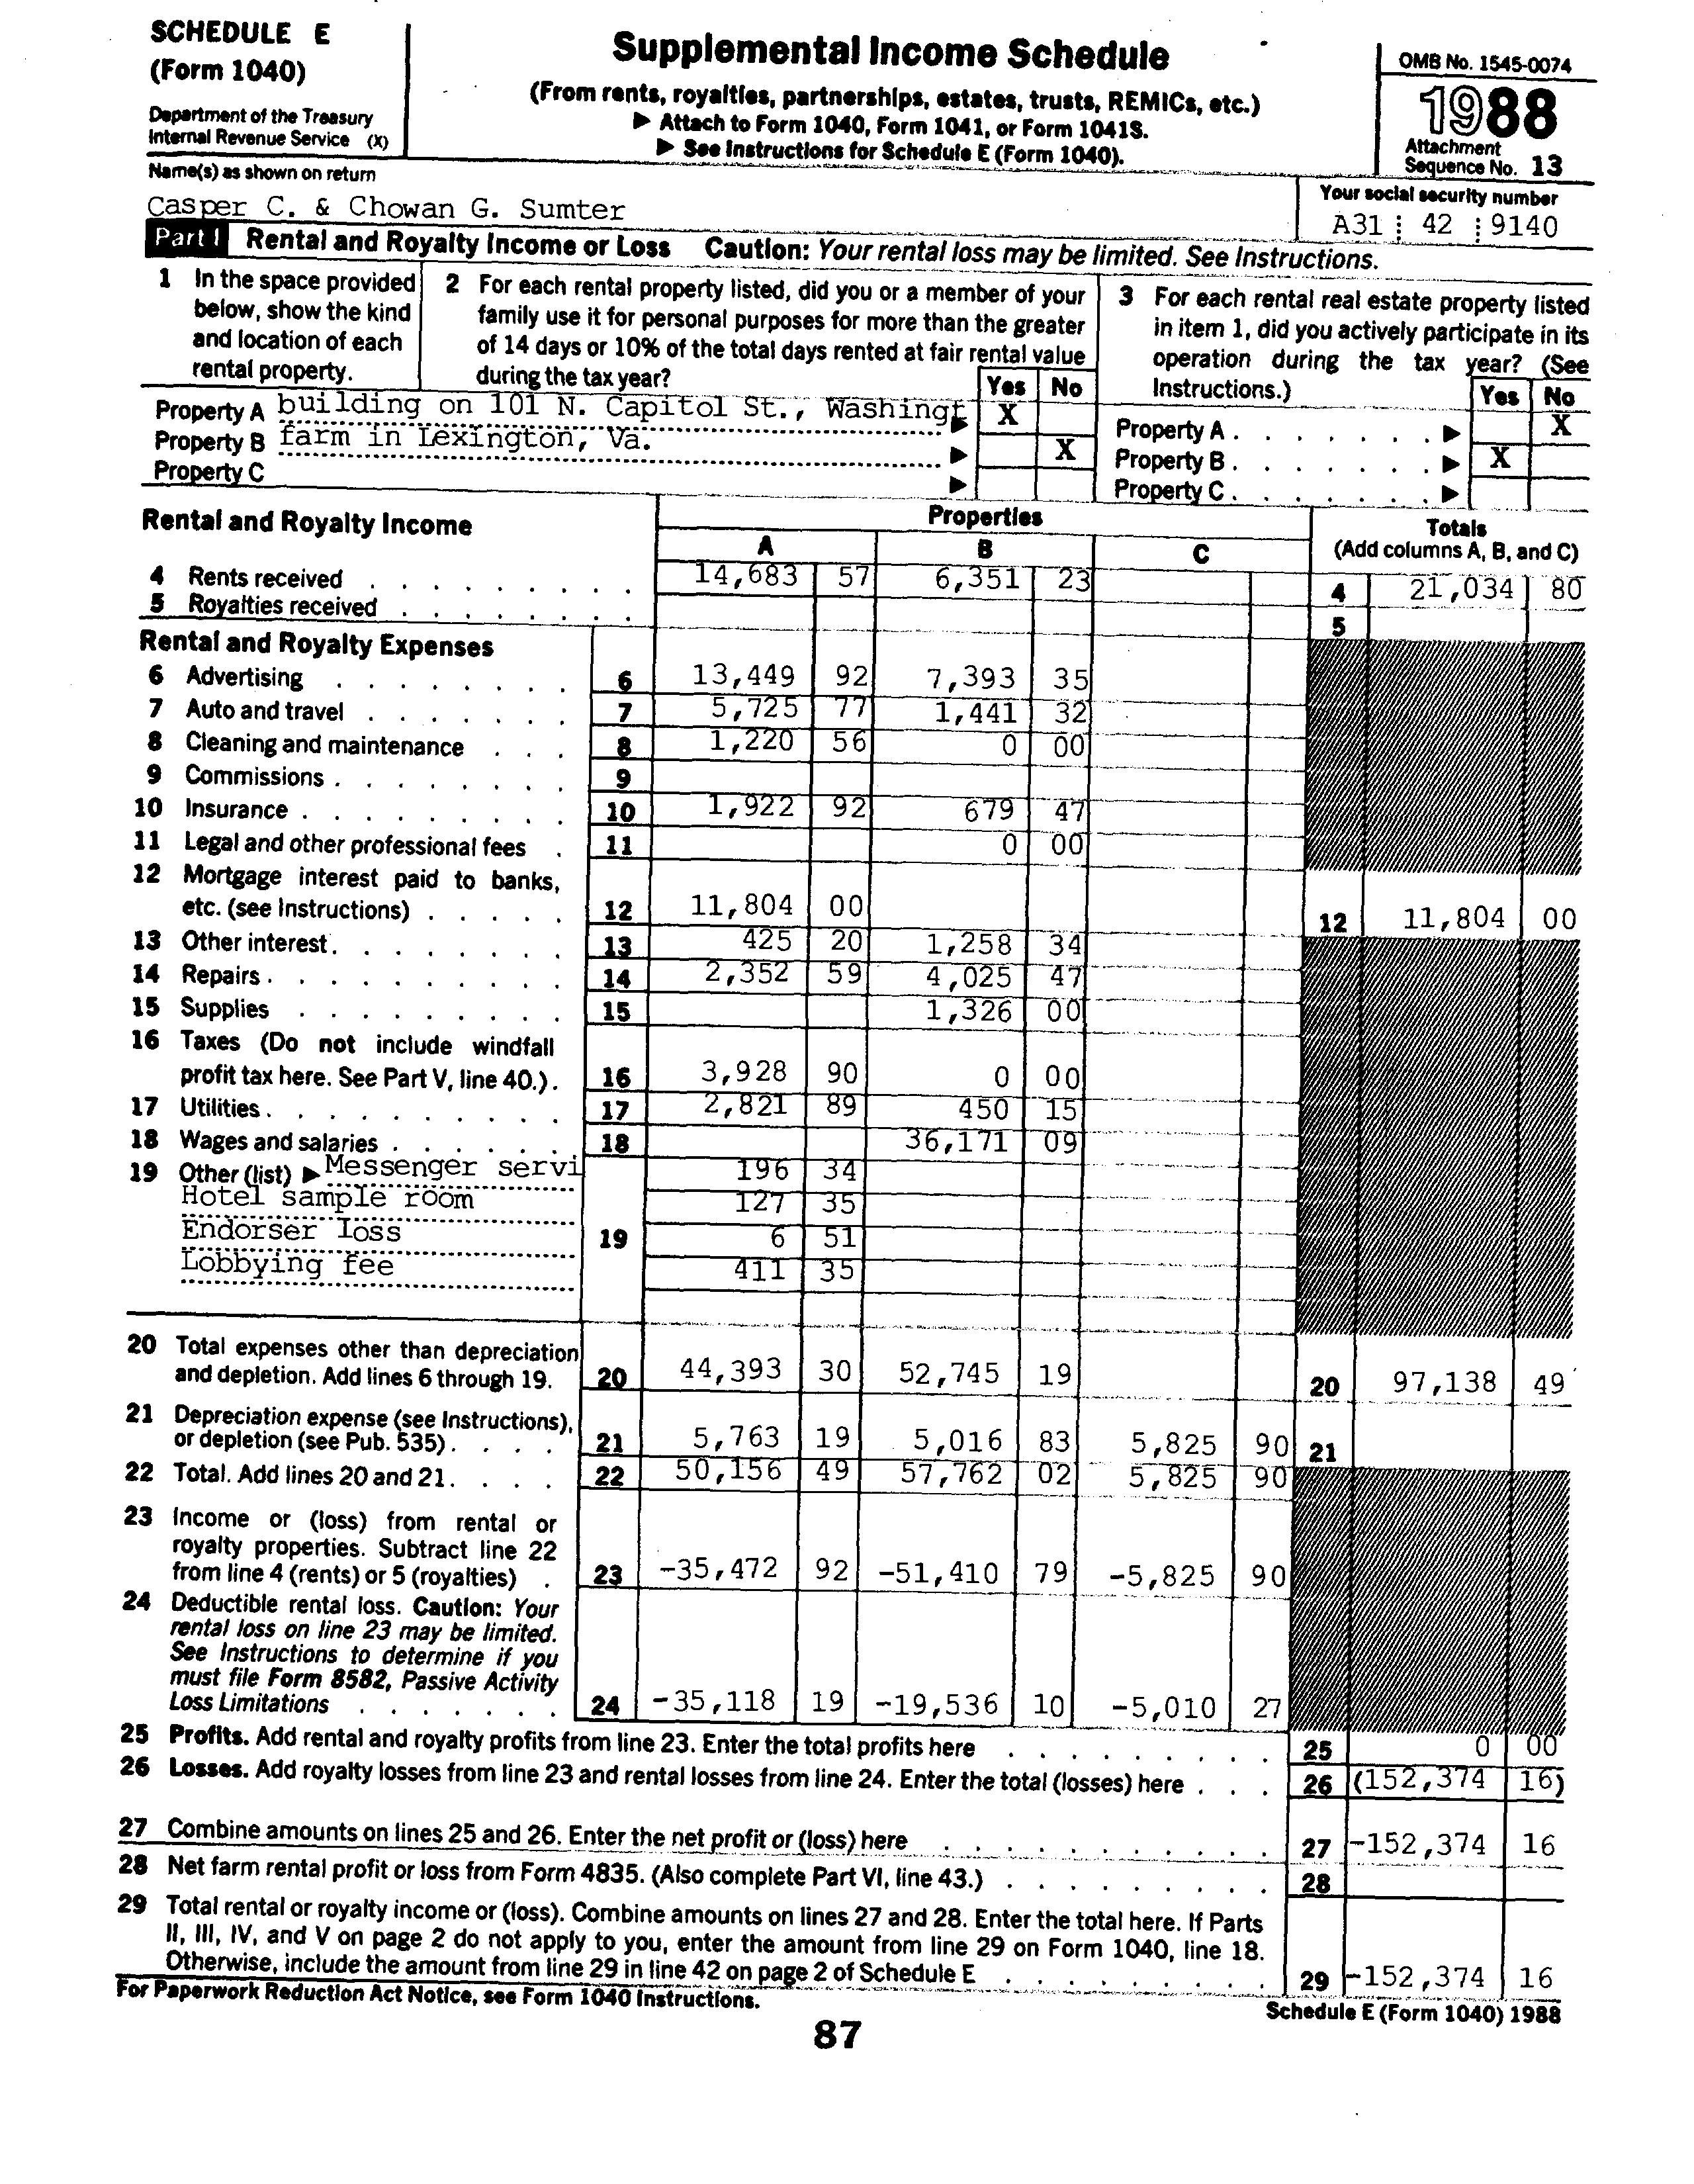 SCHEDULE E
(Form 1040)
Department of the Treasury
Internal Revenue Service (X)
Supplemental Income Schedule
(From rents, royalties, partnerships, estates, trusts, REMICs, etc.)
▶ Attach to Form 1040, Form 1041, or Form 1041S.
▶ See Instructions for Schedule E (Form 1040).
OMB No. 1545-0074
1988
Attachment
Sequence No. 13
Name(s) as shown on return
Casper C. & Chowan G. Sumter
Your social security number
A31 42 9140
Part I Rental and Royalty Income or Loss Caution: Your rental loss may be limited. See Instructions.
1 In the space provided
below, show the kind
and location of each
rental property.
2 For each rental property listed, did you or a member of your
family use it for personal purposes for more than the greater
of 14 days or 10% of the total days rented at fair rental value
during the tax year?
Yes No
3 For each rental real estate property listed
in item 1, did you actively participate in its
operation during the tax year? (See
Instructions.)
Yes No
Property A building on 101 N. Capitol St., Washingt ▶ X
Property B farm in Lexington, Va. ▶ X
Property C ▶
Property A . . . . . . . ▶ X
Property B . . . . . . . ▶ X
Property C . . . . . . . ▶
Rental and Royalty Income
Properties
A B C
Totals
(Add columns A, B, and C)
4 Rents received . . . . . . . . . 14,683 57 6,351 23 4 21,034 80
5 Royalties received . . . . . . . . 5
Rental and Royalty Expenses
6 Advertising . . . . . . . . 6 13,449 92 7,393 35
7 Auto and travel . . . . . . . 7 5,725 77 1,441 32
8 Cleaning and maintenance . . . 8 1,220 56 0 00
9 Commissions . . . . . . . . 9
10 Insurance . . . . . . . . . 10 1,922 92 679 47
11 Legal and other professional fees . 11 0 00
12 Mortgage interest paid to banks,
etc. (see Instructions) . . . . . 12 11,804 00 12 11,804 00
13 Other interest. . . . . . . . 13 425 20 1,258 34
14 Repairs. . . . . . . . . . 14 2,352 59 4,025 47
15 Supplies . . . . . . . . . 15 1,326 00
16 Taxes (Do not include windfall
profit tax here. See Part V, line 40.). 16 3,928 90 0 00
17 Utilities. . . . . . . . . . 17 2,821 89 450 15
18 Wages and salaries . . . . . . 18 36,171 09
19 Other (list) ▶ Messenger servi 196 34
Hotel sample room 127 35
Endorser loss 19 6 51
Lobbying fee 411 35
20 Total expenses other than depreciation
and depletion. Add lines 6 through 19. 20 44,393 30 52,745 19 20 97,138 49
21 Depreciation expense (see Instructions),
or depletion (see Pub. 535). . . . 21 5,763 19 5,016 83 5,825 90 21
22 Total. Add lines 20 and 21. . . . 22 50,156 49 57,762 02 5,825 90
23 Income or (loss) from rental or
royalty properties. Subtract line 22
from line 4 (rents) or 5 (royalties) . 23 -35,472 92 -51,410 79 -5,825 90
24 Deductible rental loss. Caution: Your
rental loss on line 23 may be limited.
See Instructions to determine if you
must file Form 8582, Passive Activity
Loss Limitations . . . . . . . 24 -35,118 19 -19,536 10 -5,010 27
25 Profits. Add rental and royalty profits from line 23. Enter the total profits here . . . . . . . . . 25 0 00
26 Losses. Add royalty losses from line 23 and rental losses from line 24. Enter the total (losses) here . . . 26 (152,374 16)
27 Combine amounts on lines 25 and 26. Enter the net profit or (loss) here . . . . . . . . . . . 27 -152,374 16
28 Net farm rental profit or loss from Form 4835. (Also complete Part VI, line 43.) . . . . . . . . . 28
29 Total rental or royalty income or (loss). Combine amounts on lines 27 and 28. Enter the total here. If Parts
II, III, IV, and V on page 2 do not apply to you, enter the amount from line 29 on Form 1040, line 18.
Otherwise, include the amount from line 29 in line 42 on page 2 of Schedule E . . . . . . . . . 29 -152,374 16
For Paperwork Reduction Act Notice, see Form 1040 Instructions.
Schedule E (Form 1040) 1988
87